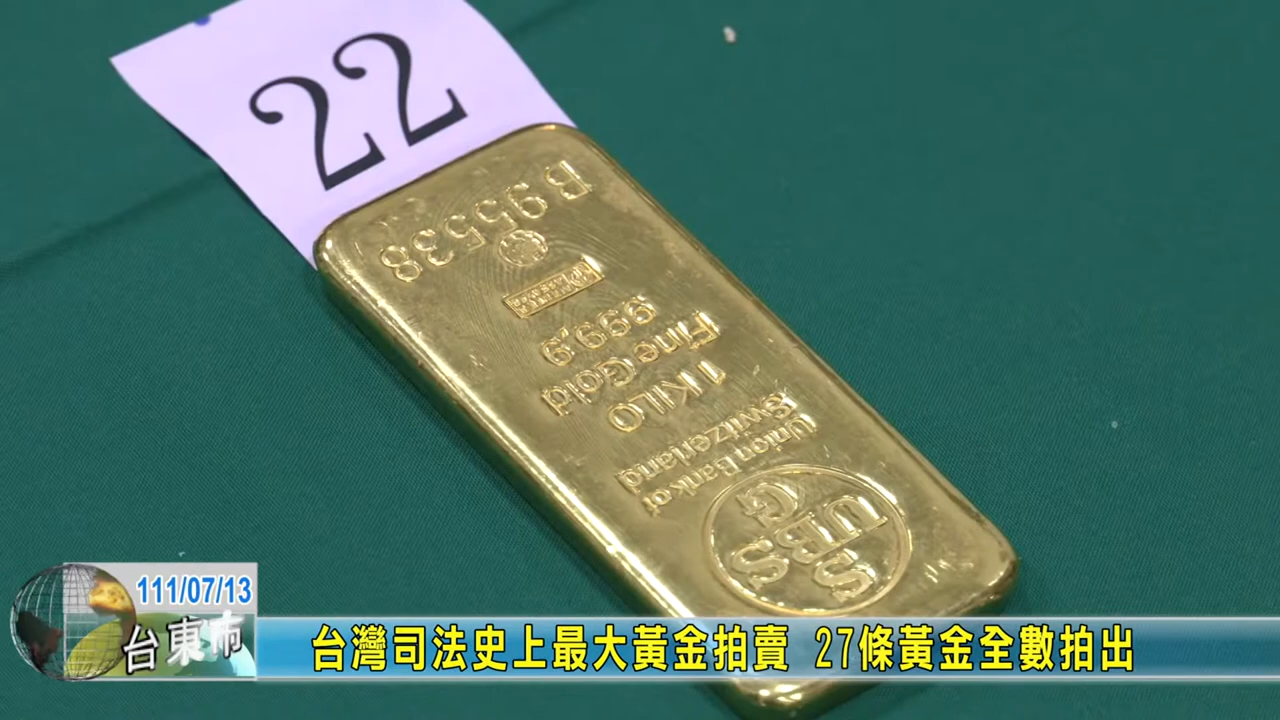 22
B95538
999,9
Fine Gold
1 KILO
Union Bank of
Switzerland
UBS
S G S
111/07/13
台東市
台灣司法史上最大黃金拍賣 27條黃金全數拍出